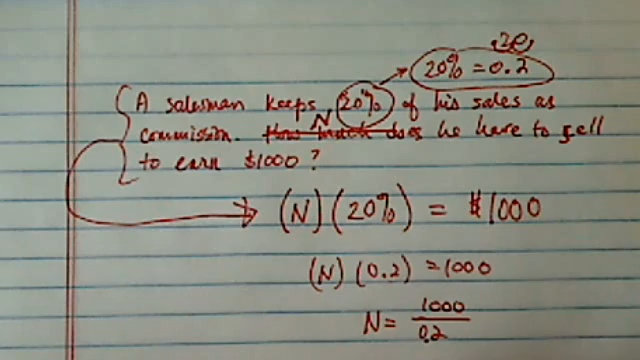 20%=0.2
A salesman keeps 20% of his sales as
N
commission. How much does he have to sell
to earn $1000?
(N)(20%) = $1000
(N)(0.2) = 1000
N= 1000
0.2